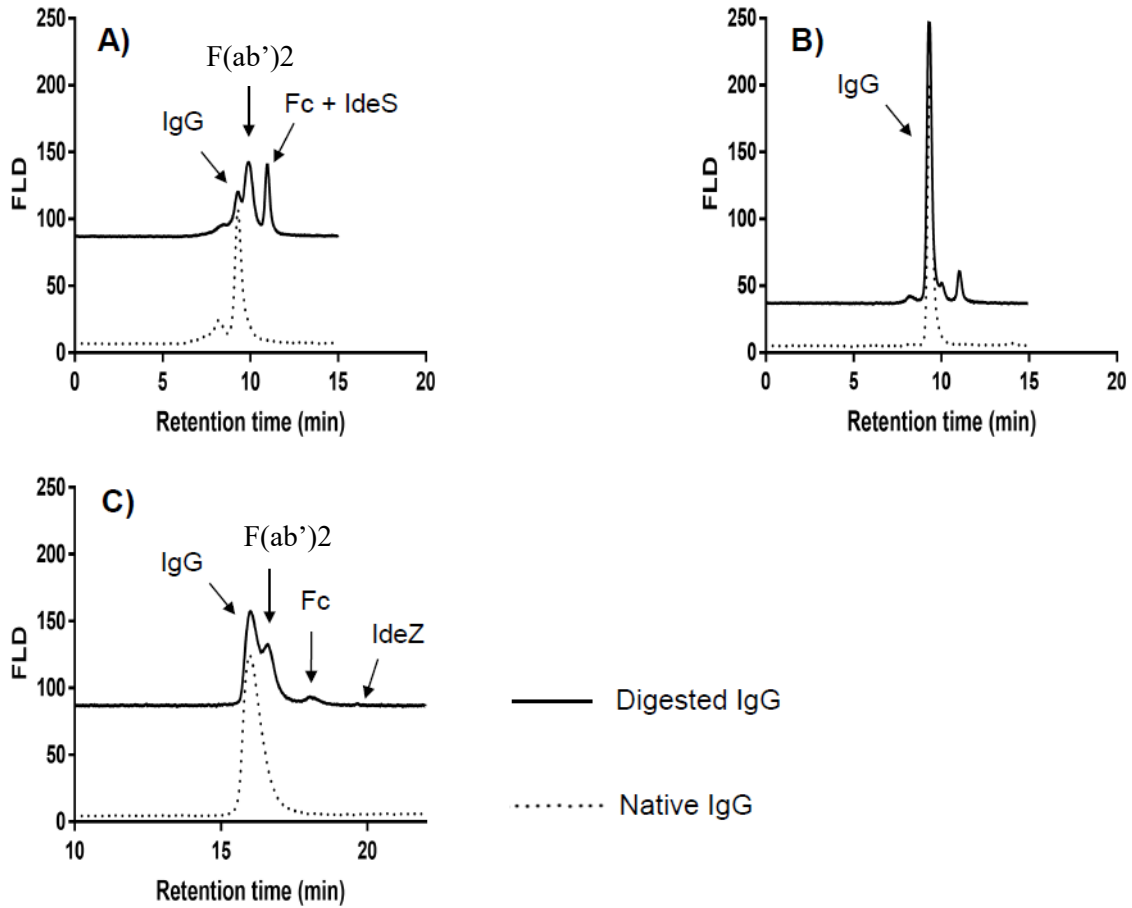 A)
F(ab’)2
IgG
Fc + IdeS
FLD
250
200
150
100
50
0
0 5 10 15 20
Retention time (min)
B)
IgG
FLD
250
200
150
100
50
0
0 5 10 15 20
Retention time (min)
C)
F(ab’)2
IgG
Fc
IdeZ
FLD
250
200
150
100
50
0
10 15 20
Retention time (min)
Digested IgG
Native IgG